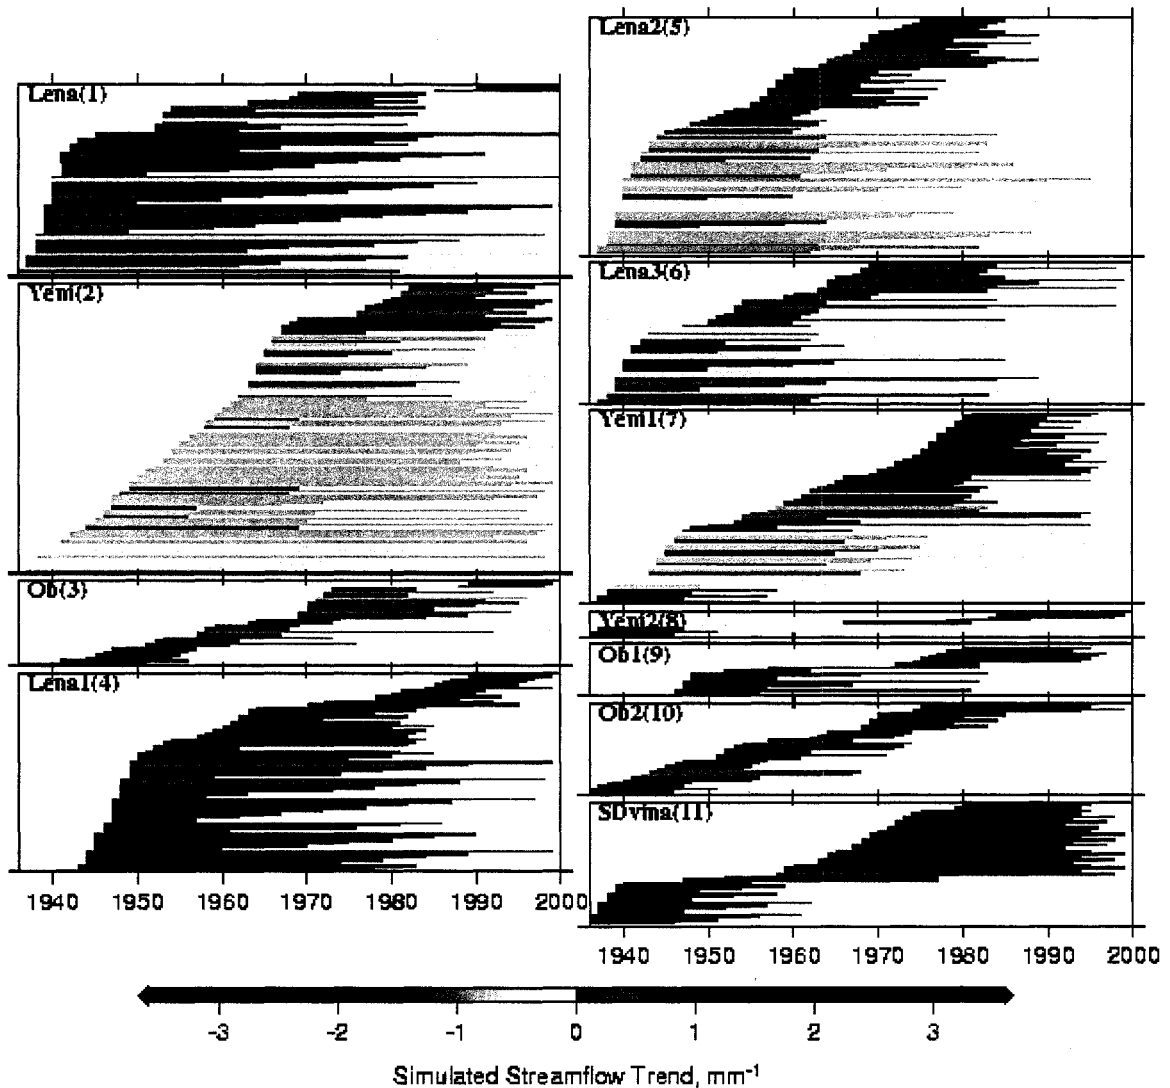 Lena(1)
Yeni(2)
Ob(3)
Lena1(4)
1940 1950 1960 1970 1980 1990 2000
Lena2(5)
Lena3(6)
Yeni1(7)
Yeni2(8)
Ob1(9)
Ob2(10)
SDvina(11)
1940 1950 1960 1970 1980 1990 2000
-3 -2 -1 0 1 2 3
Simulated Streamflow Trend, mm⁻¹